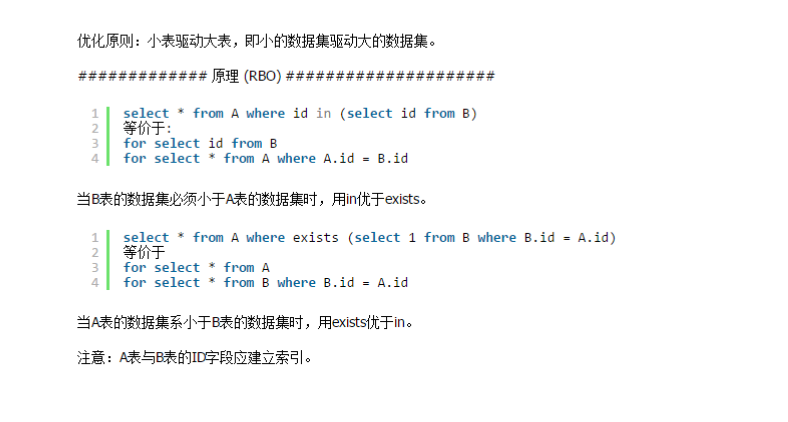 优化原则：小表驱动大表，即小的数据集驱动大的数据集。
############# 原理 (RBO) #####################
1 select * from A where id in (select id from B)
2 等价于:
3 for select id from B
4 for select * from A where A.id = B.id
当B表的数据集必须小于A表的数据集时，用in优于exists。
1 select * from A where exists (select 1 from B where B.id = A.id)
2 等价于
3 for select * from A
4 for select * from B where B.id = A.id
当A表的数据集系小于B表的数据集时，用exists优于in。
注意：A表与B表的ID字段应建立索引。